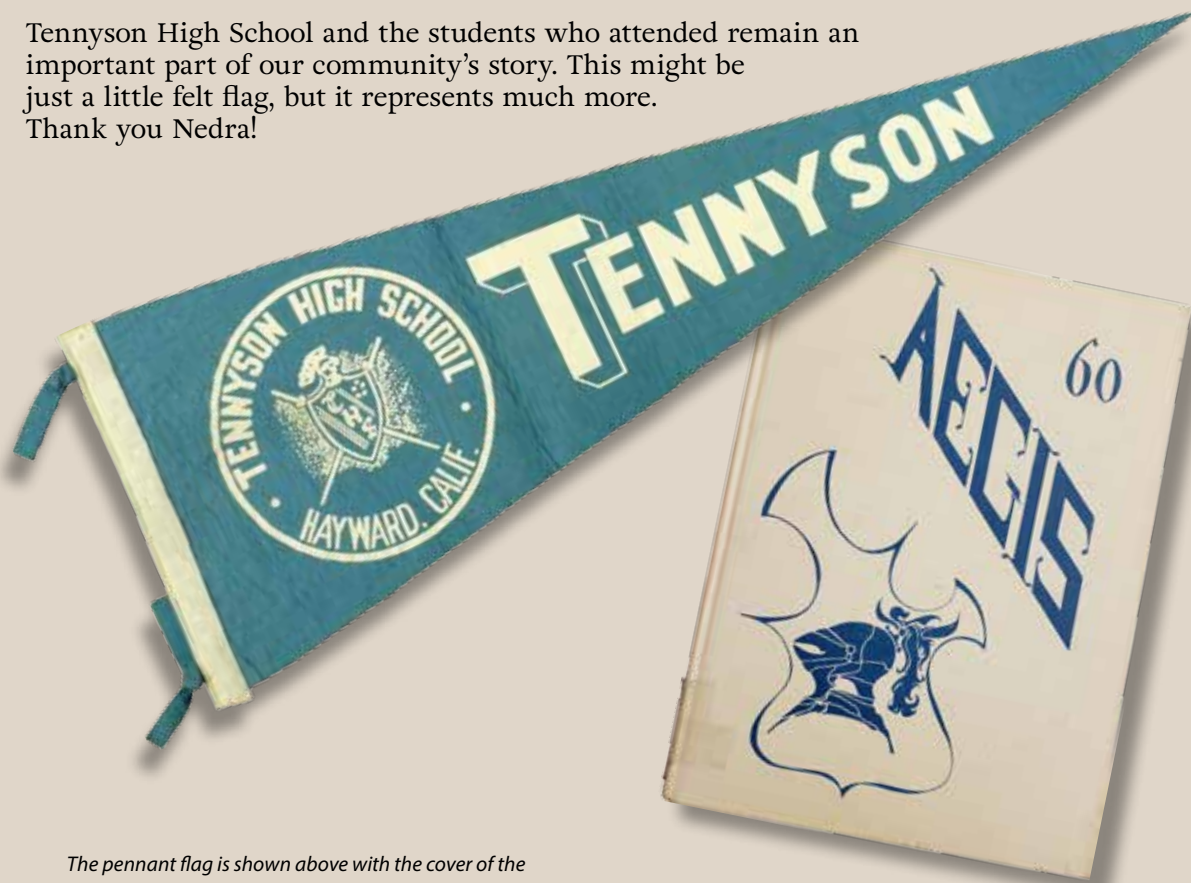 Tennyson High School and the students who attended remain an
important part of our community’s story. This might be
just a little felt flag, but it represents much more.
Thank you Nedra!
TENNYSON
TENNYSON HIGH SCHOOL
HAYWARD. CALIF.
AEGIS
60
The pennant flag is shown above with the cover of the